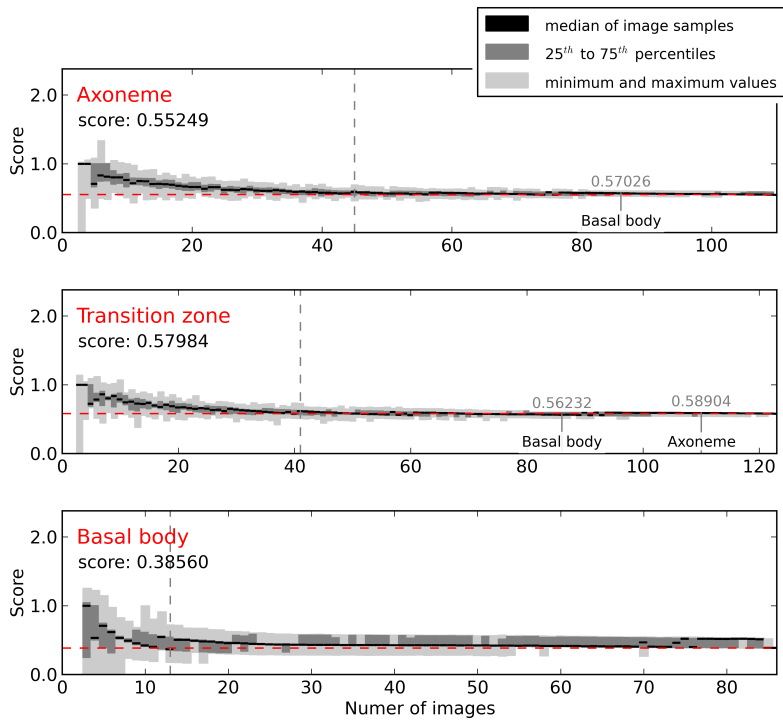 median of image samples
25th to 75th percentiles
minimum and maximum values
Axoneme
score: 0.55249
Score
2.0
1.0
0.0
0.57026
Basal body
0 20 40 60 80 100
Transition zone
score: 0.57984
Score
2.0
1.0
0.0
0.56232 0.58904
Basal body Axoneme
0 20 40 60 80 100 120
Basal body
score: 0.38560
Score
2.0
1.0
0.0
0 10 20 30 40 50 60 70 80
Numer of images